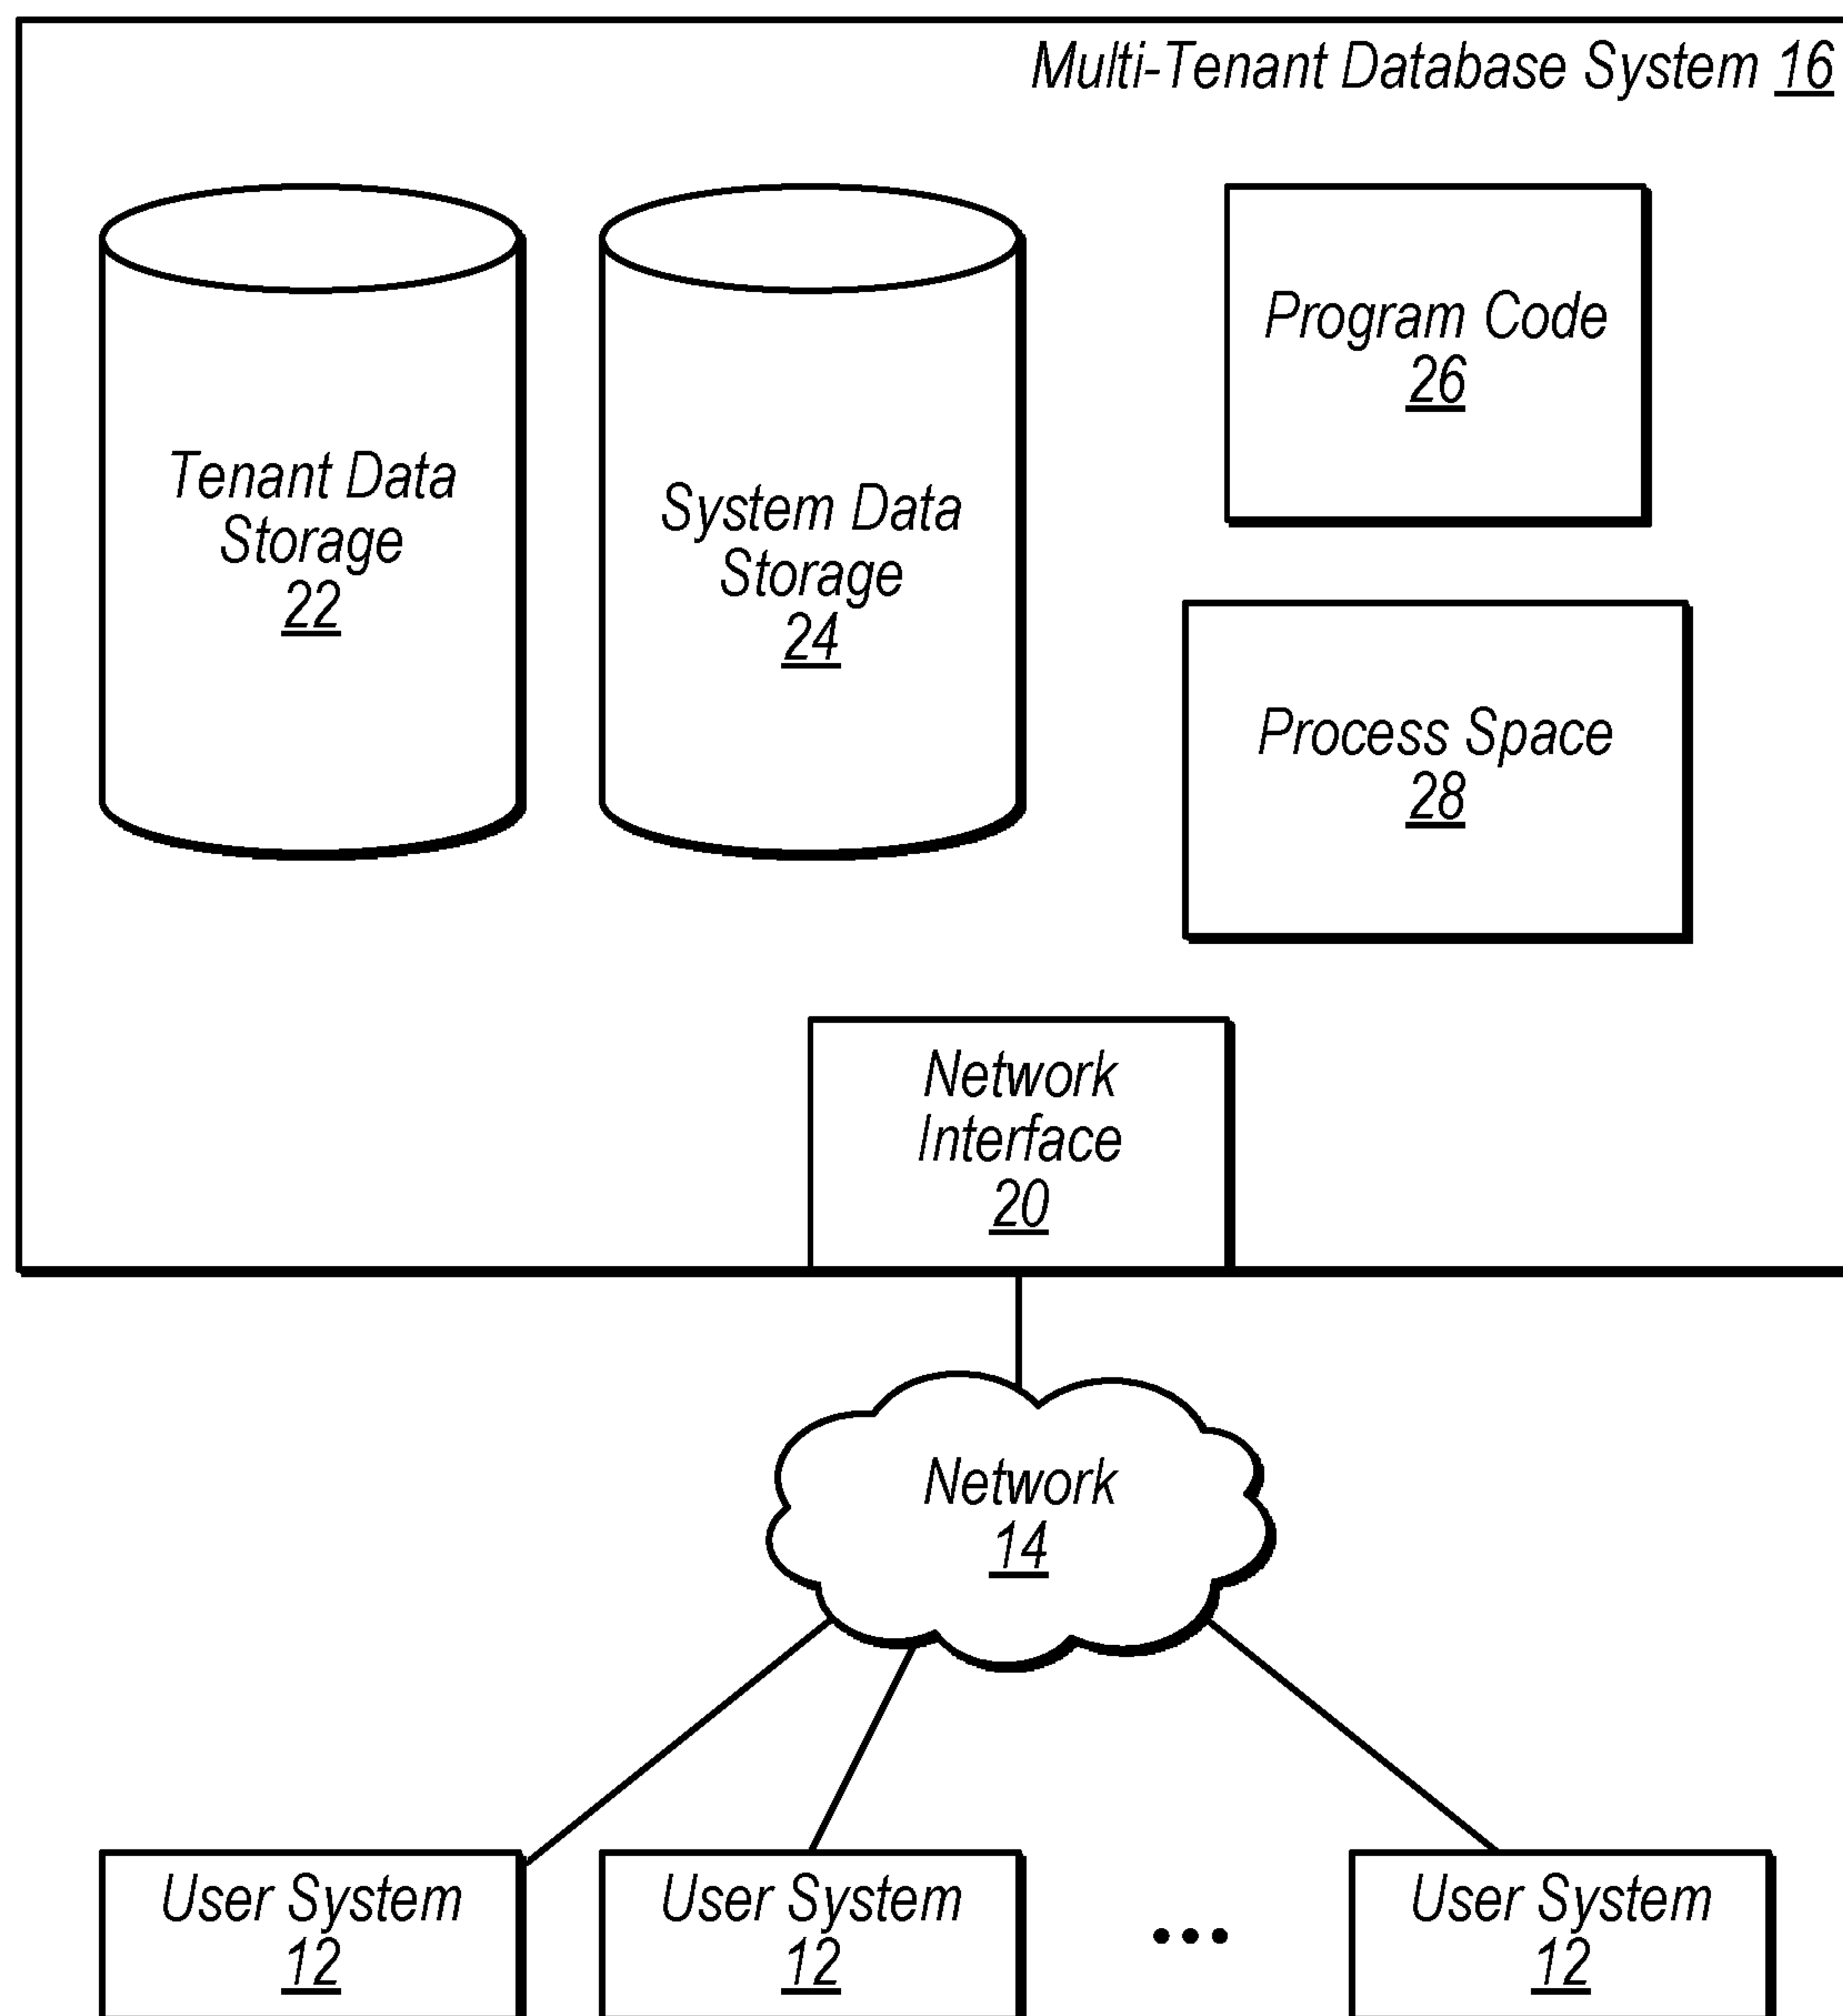 Multi-Tenant Database System 16
Tenant Data
Storage
22
System Data
Storage
24
Program Code
26
Process Space
28
Network
Interface
20
Network
14
User System
12
User System
12
...
User System
12